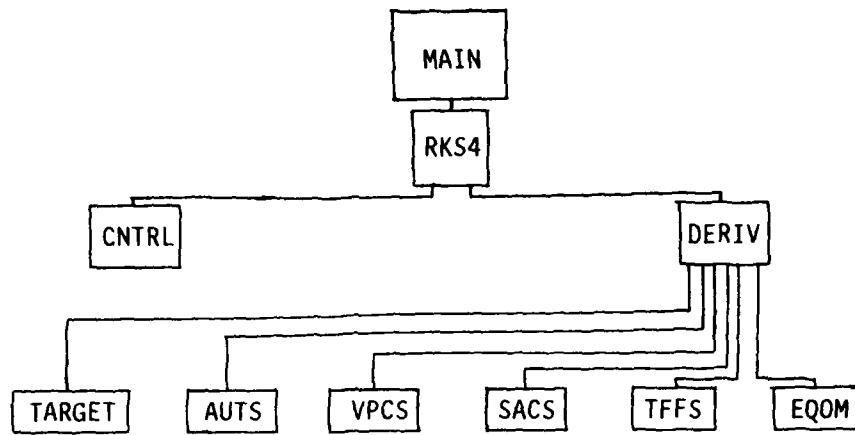 MAIN
RKS4
CNTRL
DERIV
TARGET
AUTS
VPCS
SACS
TFFS
EQOM